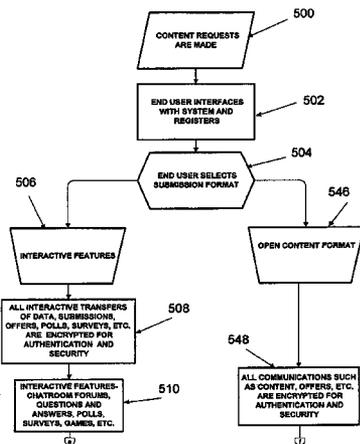 500
CONTENT REQUESTS
ARE MADE
END USER INTERFACES
WITH SYSTEM AND
REGISTERS
502
504
END USER SELECTS
SUBMISSION FORMAT
506
546
INTERACTIVE FEATURES
OPEN CONTENT FORMAT
ALL INTERACTIVE TRANSFERS
OF DATA, SUBMISSIONS,
OFFERS, POLLS, SURVEYS, ETC.
ARE ENCRYPTED FOR
AUTHENTICATION AND
SECURITY
508
548
ALL COMMUNICATIONS SUCH
AS CONTENT, OFFERS, ETC.
ARE ENCRYPTED FOR
AUTHENTICATION AND
SECURITY
INTERACTIVE FEATURES-
CHATROOM FORUMS,
QUESTIONS AND
ANSWERS, POLLS,
SURVEYS, GAMES, ETC.
510